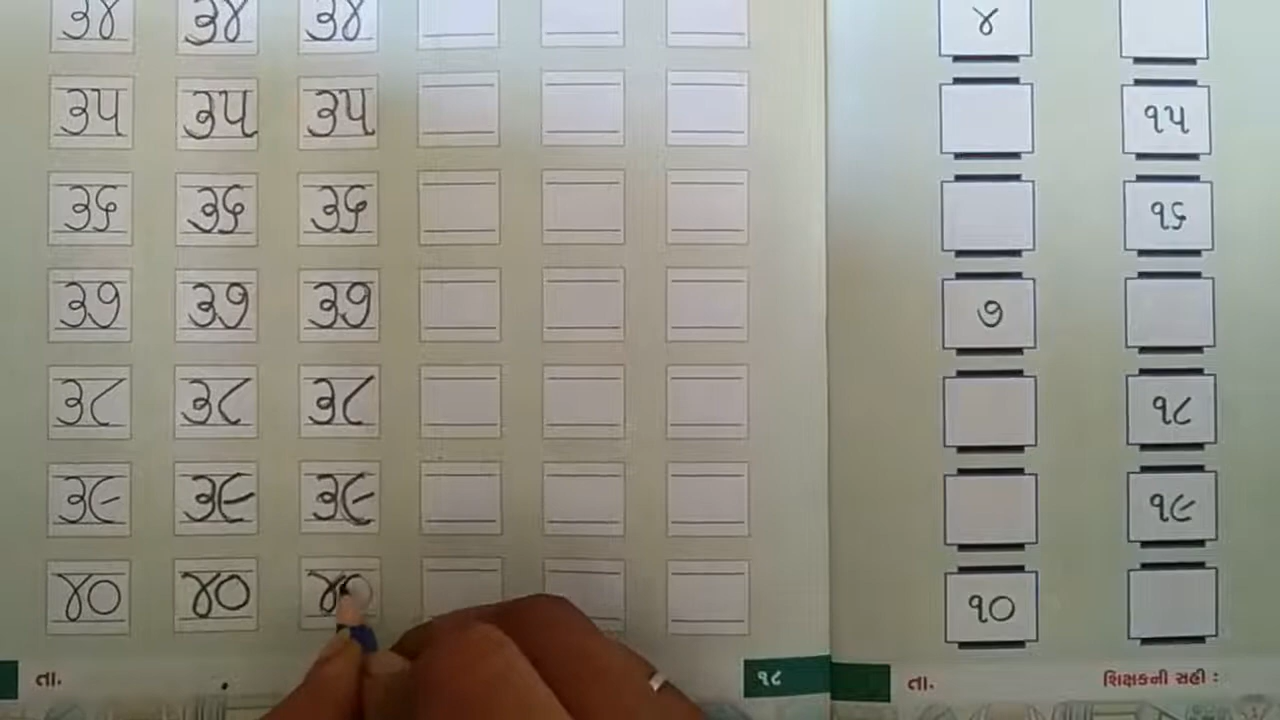 ૩૪ ૩૪ ૩૪
૩૫ ૩૫ ૩૫
૩૬ ૩૬ ૩૬
૩૭ ૩૭ ૩૭
૩૮ ૩૮ ૩૮
૩૯ ૩૯ ૩૯
૪૦ ૪૦ ૪૦
તા.
૧૮
૪
૧૫
૧૬
૭
૧૮
૧૯
૧૦
તા.
શિક્ષકની સહી :